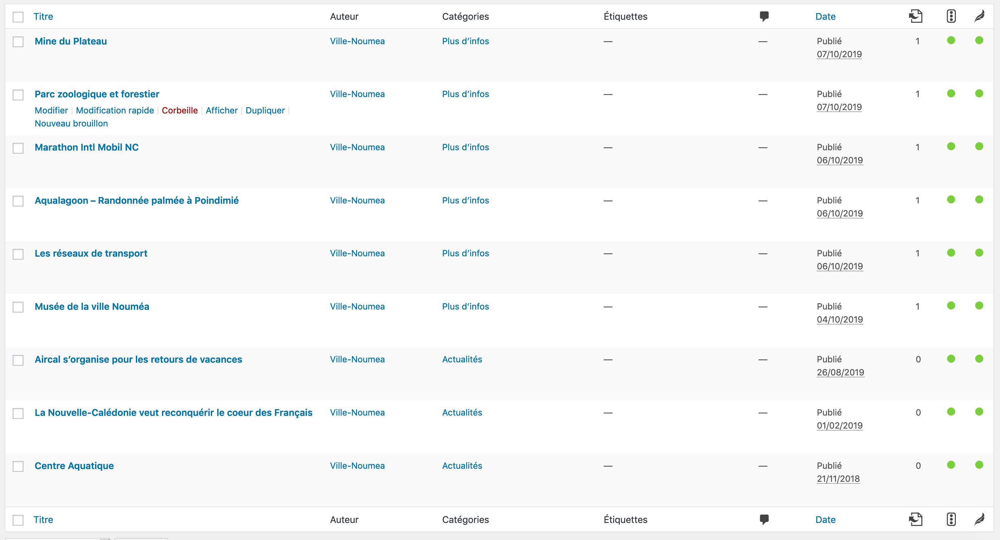 Titre Auteur Catégories Étiquettes Date
Mine du Plateau Ville-Noumea Plus d’infos — — Publié 1
07/10/2019
Parc zoologique et forestier Ville-Noumea Plus d’infos — — Publié 1
Modifier | Modification rapide | Corbeille | Afficher | Dupliquer | 07/10/2019
Nouveau brouillon
Marathon Intl Mobil NC Ville-Noumea Plus d’infos — — Publié 1
06/10/2019
Aqualagoon – Randonnée palmée à Poindimié Ville-Noumea Plus d’infos — — Publié 1
06/10/2019
Les réseaux de transport Ville-Noumea Plus d’infos — — Publié 1
06/10/2019
Musée de la ville Nouméa Ville-Noumea Plus d’infos — — Publié 1
04/10/2019
Aircal s’organise pour les retours de vacances Ville-Noumea Actualités — — Publié 0
26/08/2019
La Nouvelle-Calédonie veut reconquérir le coeur des Français Ville-Noumea Actualités — — Publié 0
01/02/2019
Centre Aquatique Ville-Noumea Actualités — — Publié 0
21/11/2018
Titre Auteur Catégories Étiquettes Date